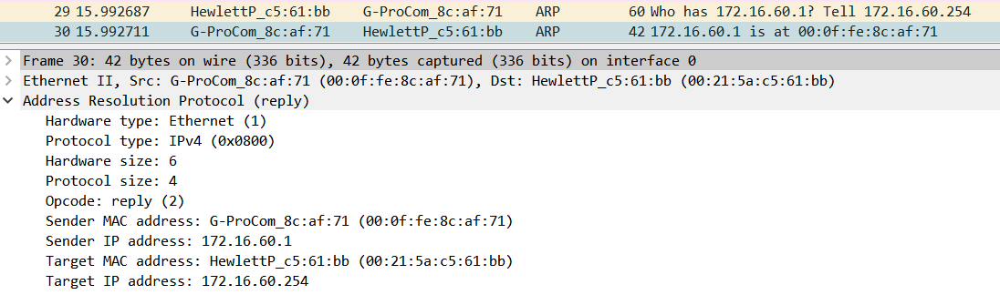 29 15.992687 HewlettP_c5:61:bb G-ProCom_8c:af:71 ARP 60 Who has 172.16.60.1? Tell 172.16.60.254
30 15.992711 G-ProCom_8c:af:71 HewlettP_c5:61:bb ARP 42 172.16.60.1 is at 00:0f:fe:8c:af:71
Frame 30: 42 bytes on wire (336 bits), 42 bytes captured (336 bits) on interface 0
Ethernet II, Src: G-ProCom_8c:af:71 (00:0f:fe:8c:af:71), Dst: HewlettP_c5:61:bb (00:21:5a:c5:61:bb)
Address Resolution Protocol (reply)
Hardware type: Ethernet (1)
Protocol type: IPv4 (0x0800)
Hardware size: 6
Protocol size: 4
Opcode: reply (2)
Sender MAC address: G-ProCom_8c:af:71 (00:0f:fe:8c:af:71)
Sender IP address: 172.16.60.1
Target MAC address: HewlettP_c5:61:bb (00:21:5a:c5:61:bb)
Target IP address: 172.16.60.254